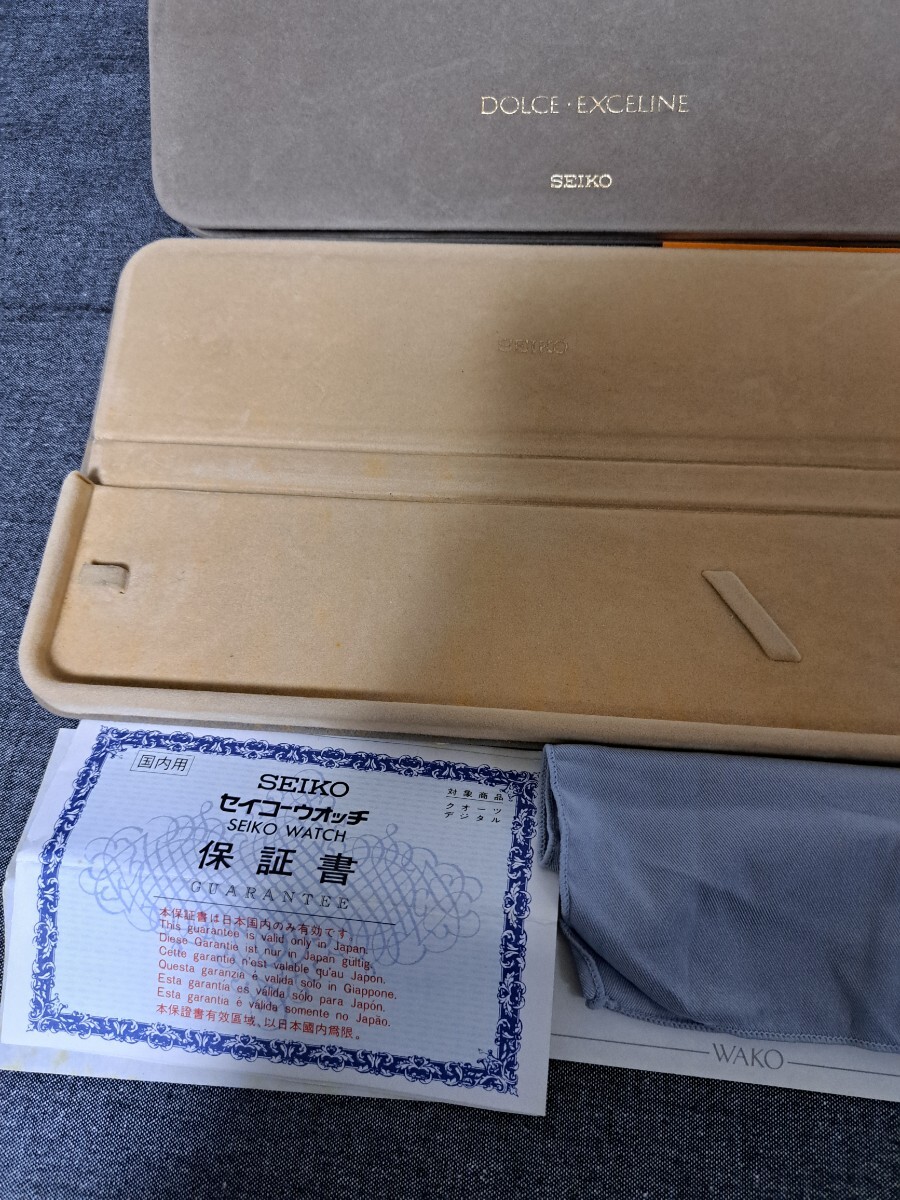 DOLCE・EXCELINE
SEIKO
SEIKO
国内用
SEIKO
セイコーウオッチ
SEIKO WATCH
保証書
GUARANTEE
対象商品
クオーツ
デジタル
本保証書は日本国内のみ有効です
This guarantee is valid only in Japan.
Diese Garantie ist nur in Japan gültig.
Cette garantie n'est valable qu'au Japon.
Questa garanzia è valida solo in Giappone.
Esta garantía es válida sólo para Japón.
Esta garantia é válida somente no Japão.
本保證書有效區域、以日本國内爲限。
WAKO